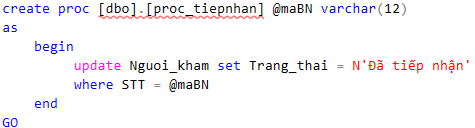 create proc [dbo].[proc_tiepnhan] @maBN varchar(12)
as
begin
update Nguoi_kham set Trang_thai = N'Đã tiếp nhận'
where STT = @maBN
end
GO